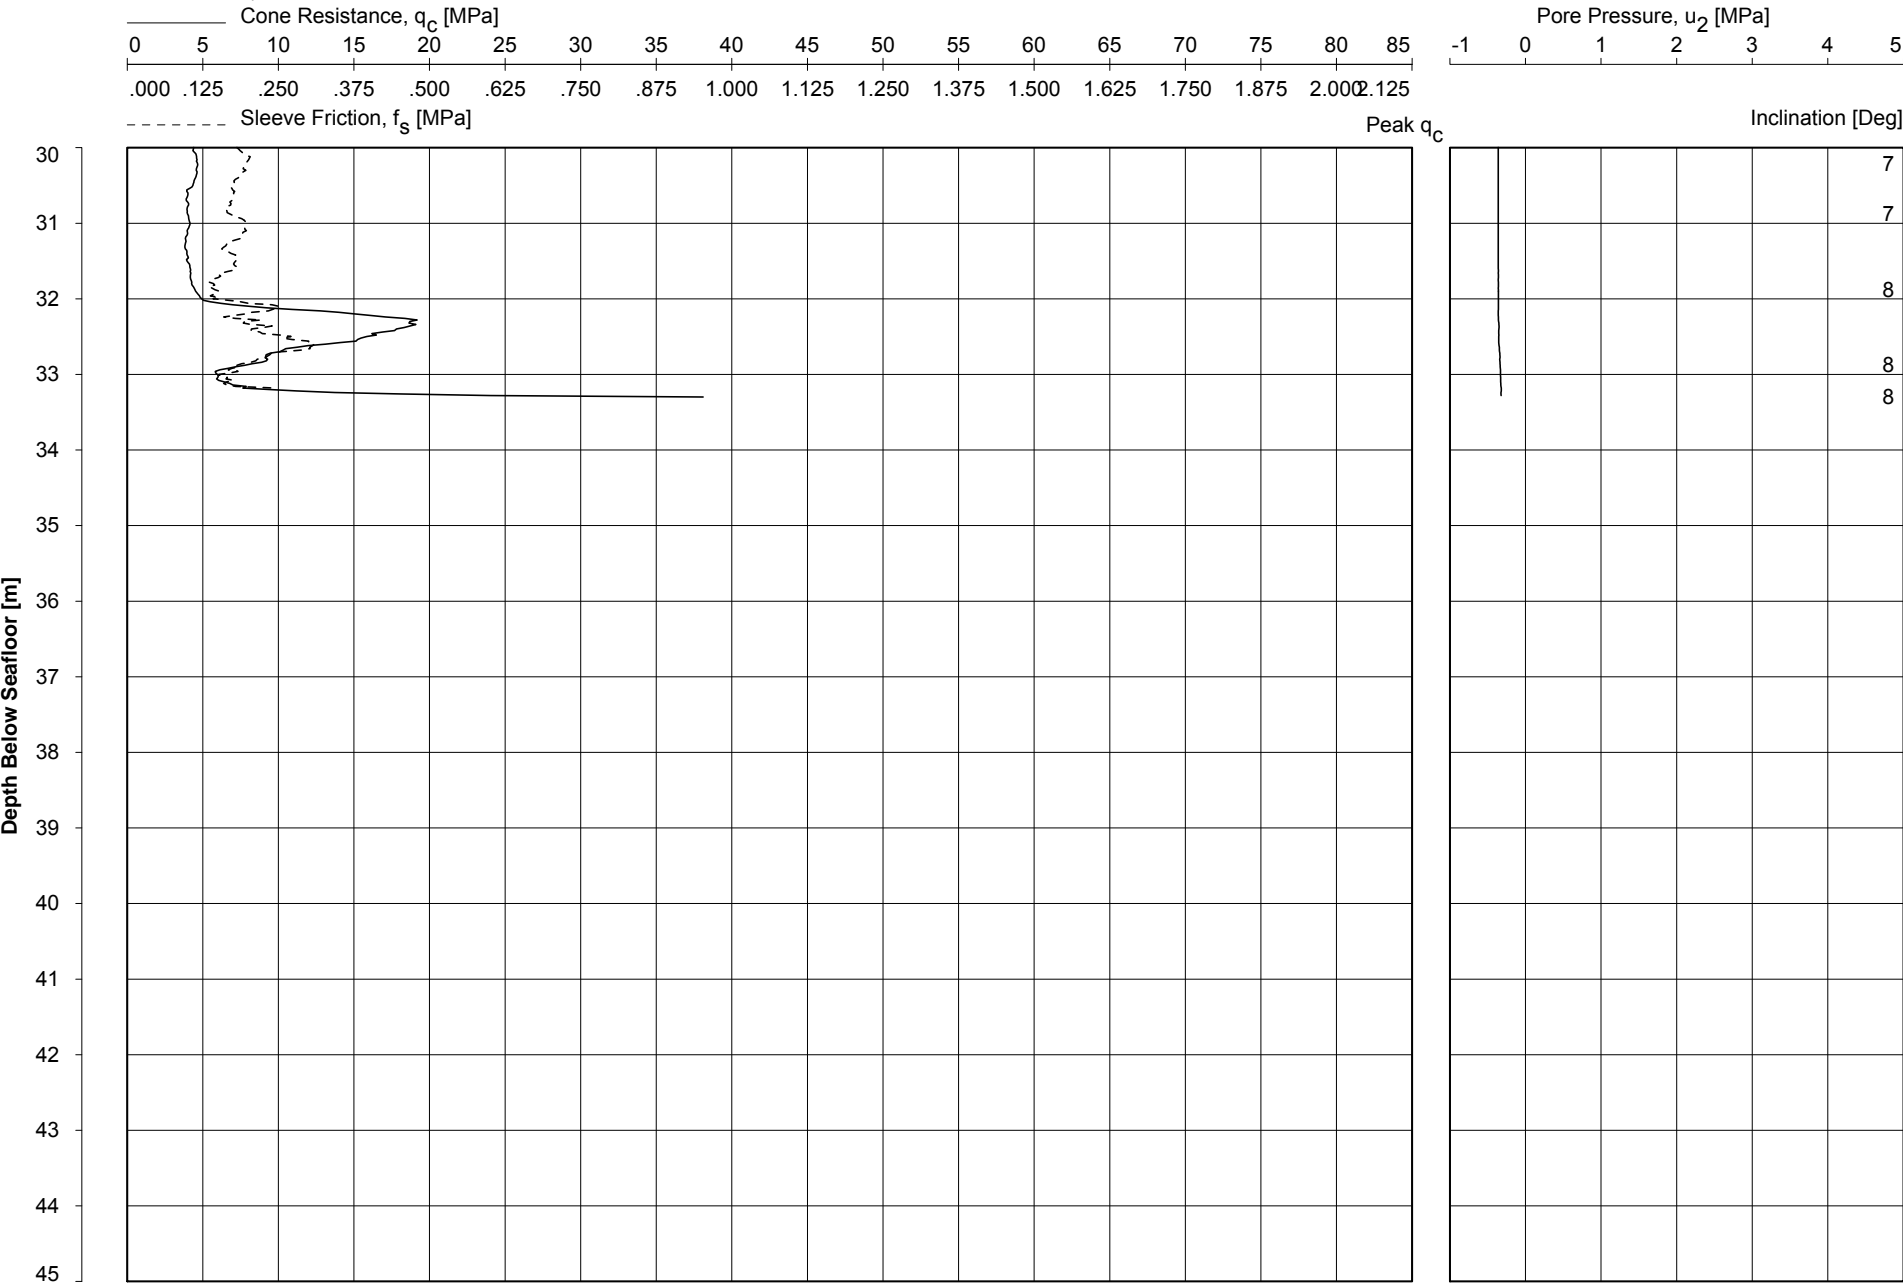 Cone Resistance, qc [MPa]
Pore Pressure, u2 [MPa]
0 5 10 15 20 25 30 35 40 45 50 55 60 65 70 75 80 85
-1 0 1 2 3 4 5
.000 .125 .250 .375 .500 .625 .750 .875 1.000 1.125 1.250 1.375 1.500 1.625 1.750 1.875 2.000 2.125
Sleeve Friction, fs [MPa]
Peak qc
Inclination [Deg]
30
7
7
31
8
32
8
33
8
34
35
36
37
38
39
40
41
42
43
44
45
Depth Below Seafloor [m]